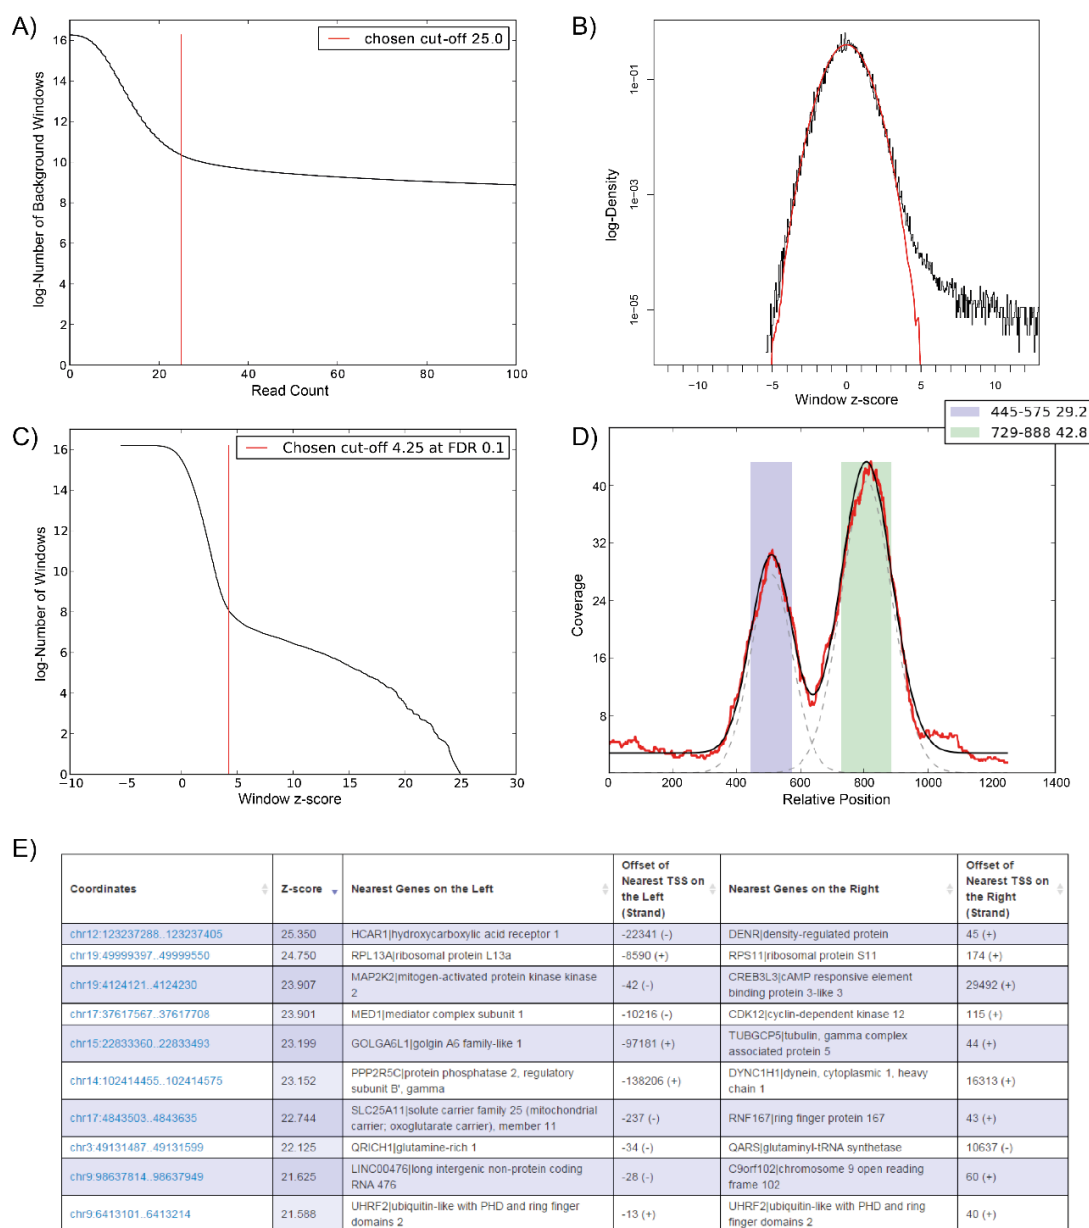 A)
chosen cut-off 25.0
16
14
12
10
8
6
4
2
0
log-Number of Background Windows
0 20 40 60 80 100
Read Count
B)
1e-01
1e-03
1e-05
log-Density
−10 −5 0 5 10
Window z-score
C)
Chosen cut-off 4.25 at FDR 0.1
16
14
12
10
8
6
4
2
0
log-Number of Windows
−10 −5 0 5 10 15 20 25 30
Window z-score
D)
445-575 29.2
729-888 42.8
40
32
24
16
8
Coverage
0 200 400 600 800 1000 1200 1400
Relative Position
E)
Coordinates
Z-score
Nearest Genes on the Left
Offset of
Nearest TSS on
the Left
(Strand)
Nearest Genes on the Right
Offset of
Nearest TSS on
the Right
(Strand)
chr12:123237288..123237405 25.350 HCAR1|hydroxycarboxylic acid receptor 1 -22341 (-) DENR|density-regulated protein 45 (+)
chr19:49999397..49999550 24.750 RPL13A|ribosomal protein L13a -8590 (+) RPS11|ribosomal protein S11 174 (+)
chr19:4124121..4124230 23.907 MAP2K2|mitogen-activated protein kinase kinase
2 -42 (-) CREB3L3|cAMP responsive element
binding protein 3-like 3 29492 (+)
chr17:37617567..37617708 23.901 MED1|mediator complex subunit 1 -10216 (-) CDK12|cyclin-dependent kinase 12 115 (+)
chr15:22833360..22833493 23.199 GOLGA6L1|golgin A6 family-like 1 -97181 (+) TUBGCP5|tubulin, gamma complex
associated protein 5 44 (+)
chr14:102414455..102414575 23.152 PPP2R5C|protein phosphatase 2, regulatory
subunit B', gamma -138206 (+) DYNC1H1|dynein, cytoplasmic 1, heavy
chain 1 16313 (+)
chr17:4843503..4843635 22.744 SLC25A11|solute carrier family 25 (mitochondrial
carrier; oxoglutarate carrier), member 11 -237 (-) RNF167|ring finger protein 167 43 (+)
chr3:49131487..49131599 22.125 QRICH1|glutamine-rich 1 -34 (-) QARS|glutaminyl-tRNA synthetase 10637 (-)
chr9:98637814..98637949 21.625 LINC00476|long intergenic non-protein coding
RNA 476 -28 (-) C9orf102|chromosome 9 open reading
frame 102 60 (+)
chr9:6413101..6413214 21.588 UHRF2|ubiquitin-like with PHD and ring finger
domains 2 -13 (+) UHRF2|ubiquitin-like with PHD and ring
finger domains 2 40 (+)